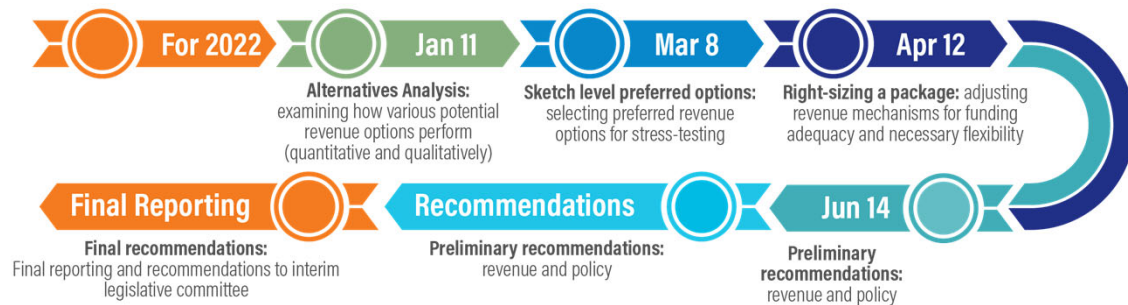 For 2022
Jan 11
Alternatives Analysis:
examining how various potential
revenue options perform
(quantitative and qualitatively)
Mar 8
Sketch level preferred options:
selecting preferred revenue
options for stress-testing
Apr 12
Right-sizing a package: adjusting
revenue mechanisms for funding
adequacy and necessary flexibility
Jun 14
Preliminary
recommendations:
revenue and policy
Recommendations
Preliminary recommendations:
revenue and policy
Final Reporting
Final recommendations:
Final reporting and recommendations to interim
legislative committee